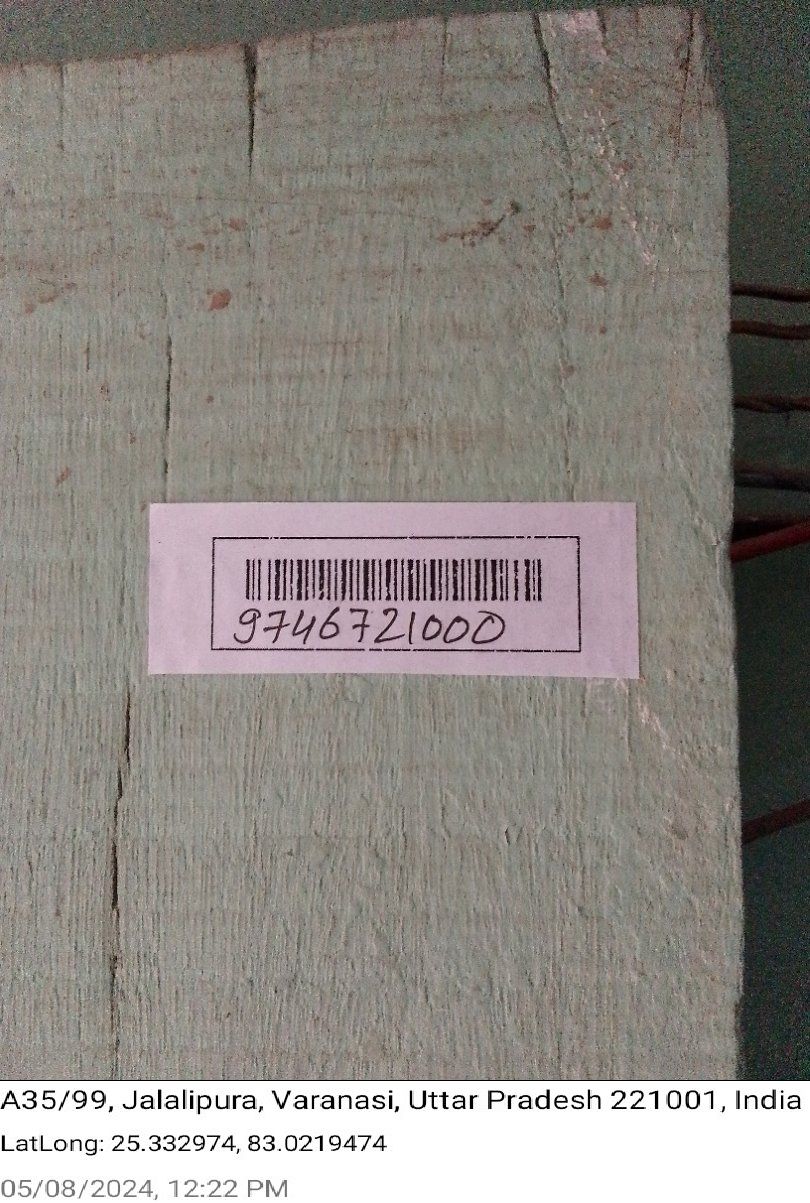 9746721000
A35/99, Jalalipura, Varanasi, Uttar Pradesh 221001, India
LatLong: 25.332974, 83.0219474
05/08/2024, 12:22 PM